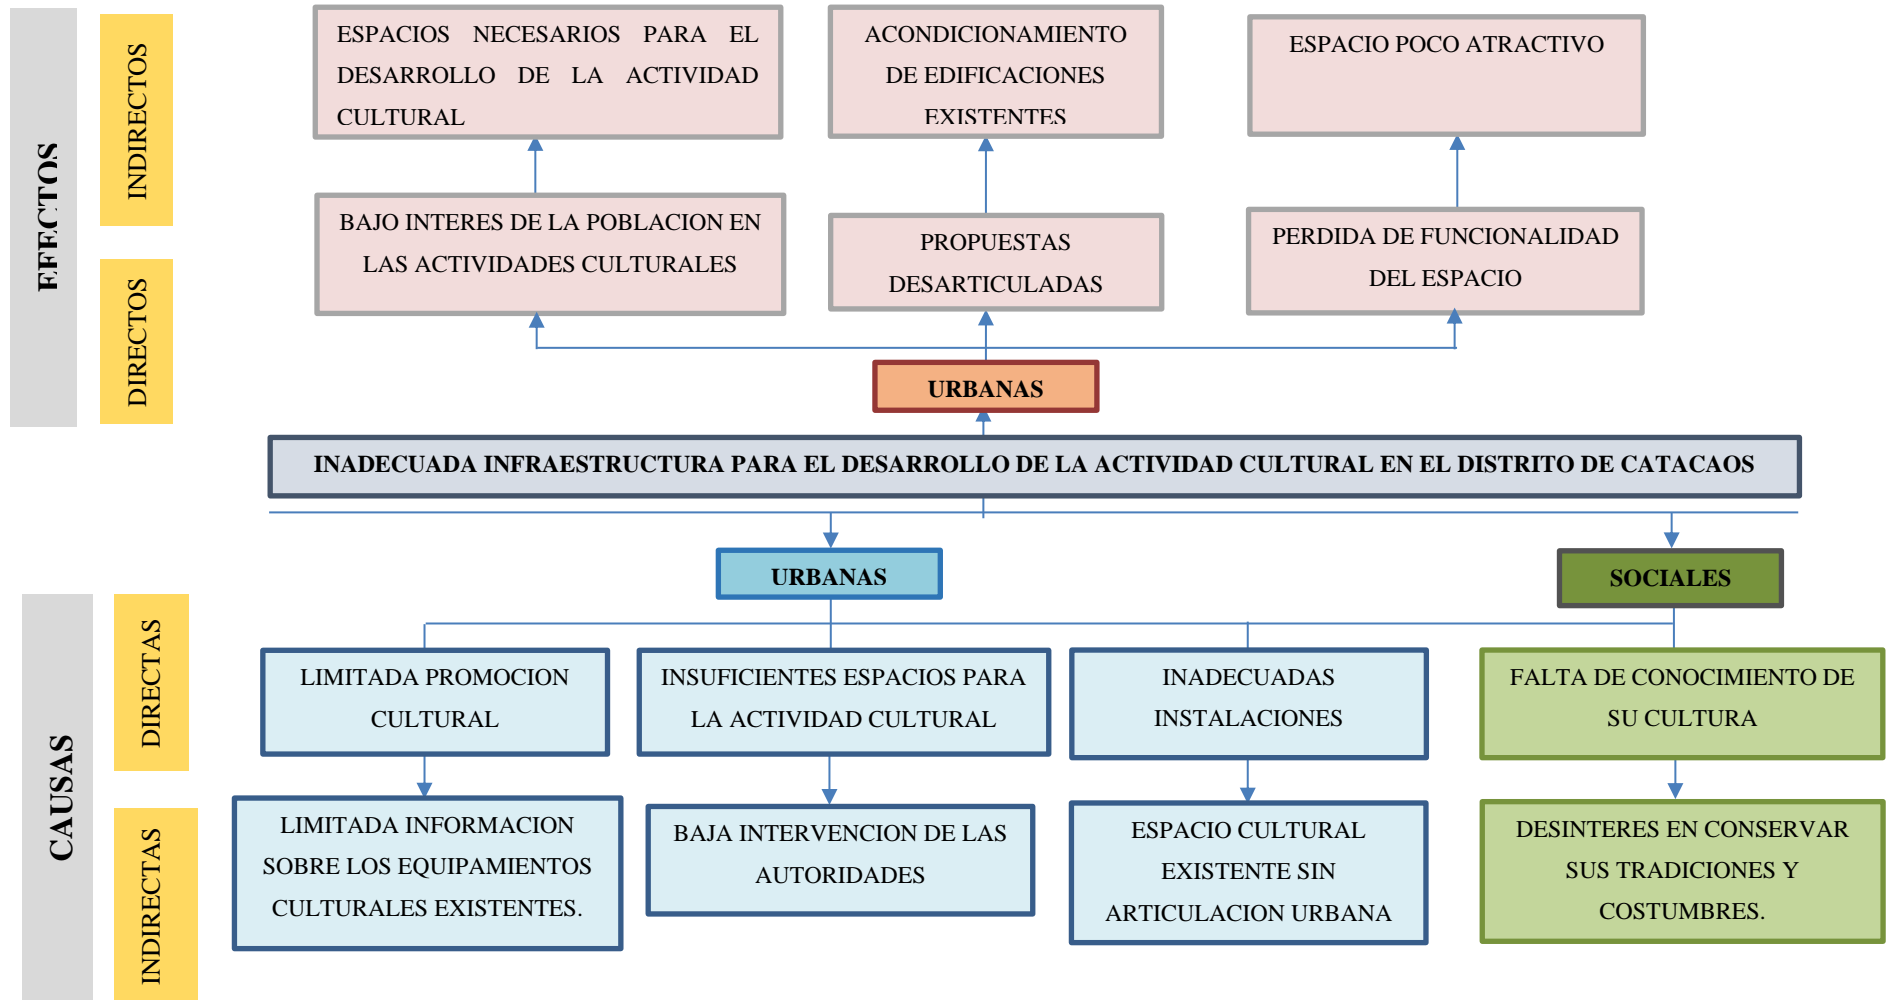 EFECTOS
INDIRECTOS
ESPACIOS NECESARIOS PARA EL
DESARROLLO DE LA ACTIVIDAD
CULTURAL
ACONDICIONAMIENTO
DE EDIFICACIONES
EXISTENTES
ESPACIO POCO ATRACTIVO
DIRECTOS
BAJO INTERES DE LA POBLACION EN
LAS ACTIVIDADES CULTURALES
PROPUESTAS
DESARTICULADAS
PERDIDA DE FUNCIONALIDAD
DEL ESPACIO
URBANAS
INADECUADA INFRAESTRUCTURA PARA EL DESARROLLO DE LA ACTIVIDAD CULTURAL EN EL DISTRITO DE CATACAOS
URBANAS
SOCIALES
CAUSAS
DIRECTAS
LIMITADA PROMOCION
CULTURAL
INSUFICIENTES ESPACIOS PARA
LA ACTIVIDAD CULTURAL
INADECUADAS
INSTALACIONES
FALTA DE CONOCIMIENTO DE
SU CULTURA
INDIRECTAS
LIMITADA INFORMACION
SOBRE LOS EQUIPAMIENTOS
CULTURALES EXISTENTES.
BAJA INTERVENCION DE LAS
AUTORIDADES
ESPACIO CULTURAL
EXISTENTE SIN
ARTICULACION URBANA
DESINTERES EN CONSERVAR
SUS TRADICIONES Y
COSTUMBRES.